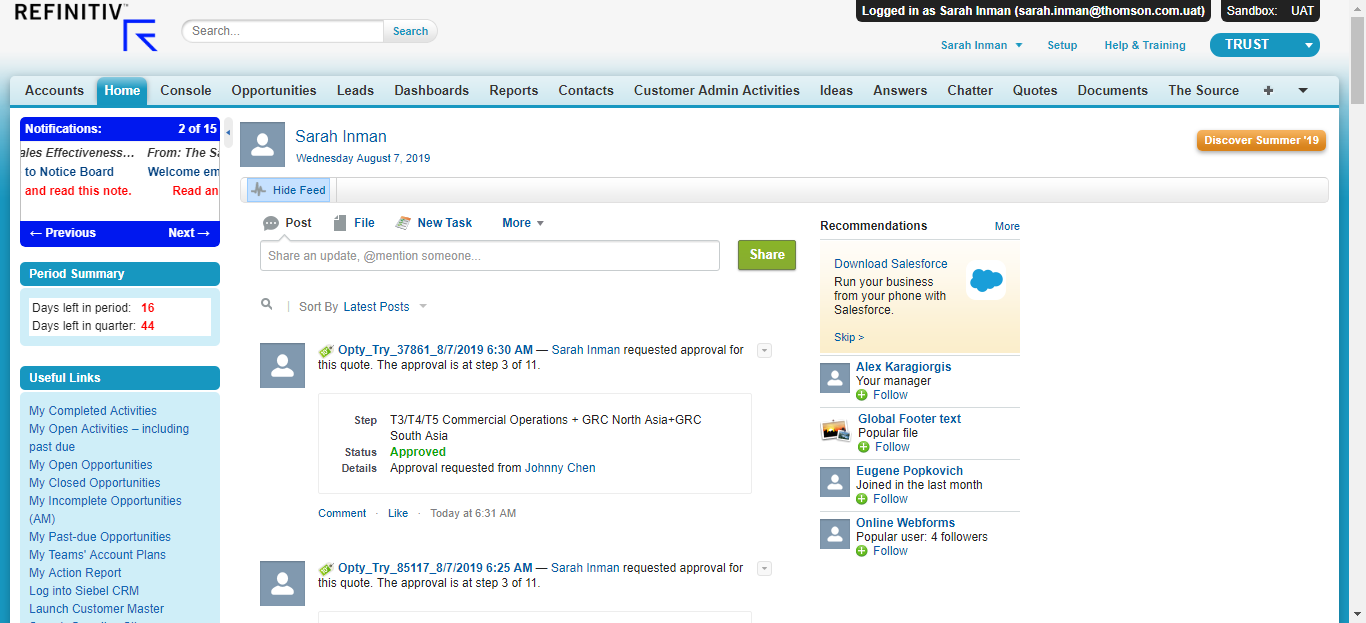 REFINITIV
Search...
Search
Logged in as Sarah Inman (sarah.inman@thomson.com.uat)
Sandbox: UAT
Sarah Inman
Setup
Help & Training
TRUST
Accounts
Home
Console
Opportunities
Leads
Dashboards
Reports
Contacts
Customer Admin Activities
Ideas
Answers
Chatter
Quotes
Documents
The Source
Notifications: 2 of 15
ales Effectiveness... From: The Sa
to Notice Board Welcome em
and read this note. Read an
← Previous Next →
Period Summary
Days left in period: 16
Days left in quarter: 44
Useful Links
My Completed Activities
My Open Activities – including
past due
My Open Opportunities
My Closed Opportunities
My Incomplete Opportunities
(AM)
My Past-due Opportunities
My Teams' Account Plans
My Action Report
Log into Siebel CRM
Launch Customer Master
Sarah Inman
Wednesday August 7, 2019
Discover Summer '19
Hide Feed
Post
File
New Task
More
Share an update, @mention someone...
Share
Sort By Latest Posts
Opty_Try_37861_8/7/2019 6:30 AM — Sarah Inman requested approval for
this quote. The approval is at step 3 of 11.
Step T3/T4/T5 Commercial Operations + GRC North Asia+GRC
South Asia
Status Approved
Details Approval requested from Johnny Chen
Comment · Like · Today at 6:31 AM
Opty_Try_85117_8/7/2019 6:25 AM — Sarah Inman requested approval for
this quote. The approval is at step 3 of 11.
Recommendations More
Download Salesforce
Run your business
from your phone with
Salesforce.
Skip >
Alex Karagiorgis
Your manager
Follow
Global Footer text
Popular file
Follow
Eugene Popkovich
Joined in the last month
Follow
Online Webforms
Popular user: 4 followers
Follow